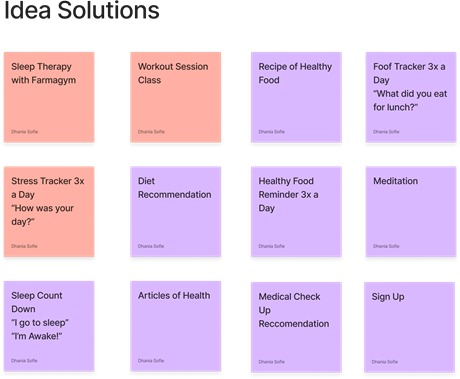 Idea Solutions
Sleep Therapy
with Farmagym
Dhania Sofie
Workout Session
Class
Dhania Sofie
Recipe of Healthy
Food
Dhania Sofie
Foof Tracker 3x a
Day
“What did you eat
for lunch?”
Dhania Sofie
Stress Tracker 3x
a Day
“How was your
day?”
Dhania Sofie
Diet
Recommendation
Dhania Sofie
Healthy Food
Reminder 3x a
Day
Dhania Sofie
Meditation
Dhania Sofie
Sleep Count
Down
“I go to sleep”
“I’m Awake!”
Dhania Sofie
Articles of Health
Dhania Sofie
Medical Check
Up
Reccomendation
Dhania Sofie
Sign Up
Dhania Sofie